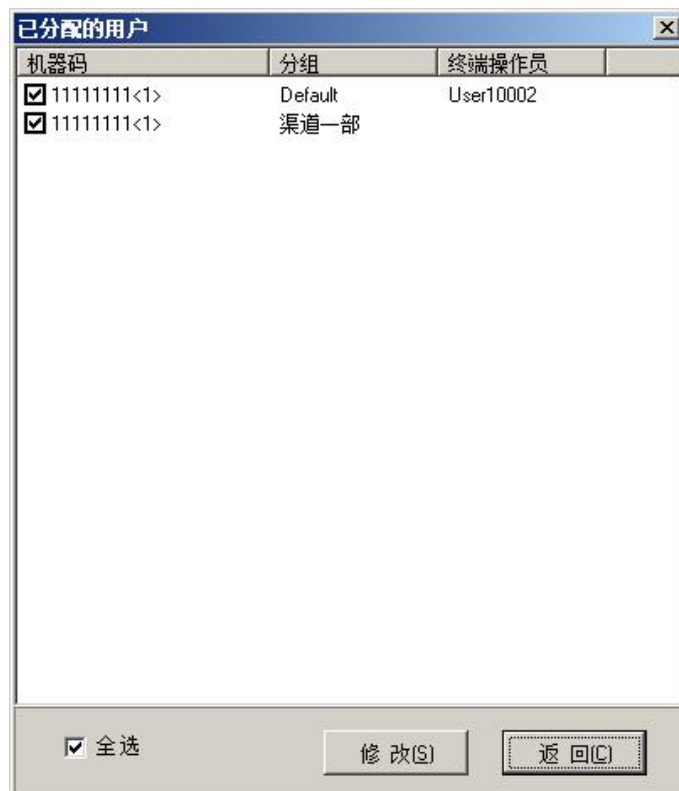 已分配的用户
机器码 分组 终端操作员
11111111<1> Default User10002
11111111<1> 渠道一部
全选 修 改(S) 返 回(C)